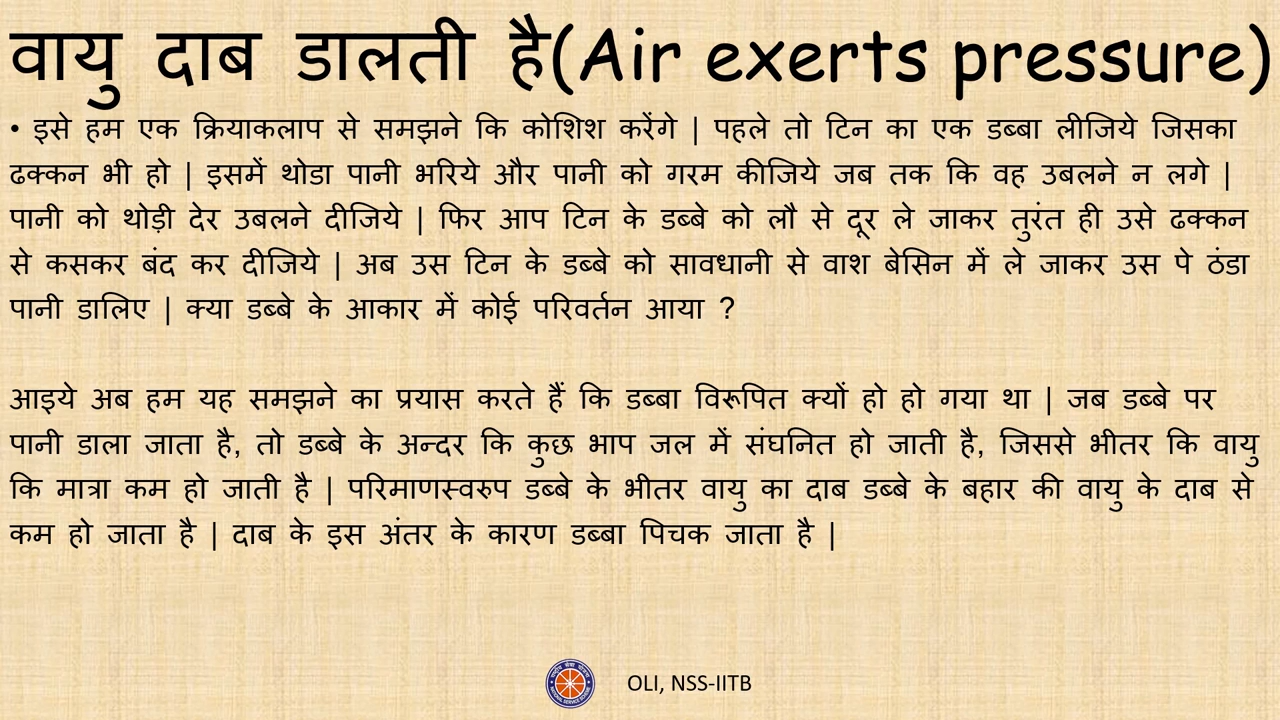 वायु दाब डालती है(Air exerts pressure)
• इसे हम एक क्रियाकलाप से समझने कि कोशिश करेंगे | पहले तो टिन का एक डब्बा लीजिये जिसका
ढक्कन भी हो | इसमें थोडा पानी भरिये और पानी को गरम कीजिये जब तक कि वह उबलने न लगे |
पानी को थोड़ी देर उबलने दीजिये | फिर आप टिन के डब्बे को लौ से दूर ले जाकर तुरंत ही उसे ढक्कन
से कसकर बंद कर दीजिये | अब उस टिन के डब्बे को सावधानी से वाश बेसिन में ले जाकर उस पे ठंडा
पानी डालिए | क्या डब्बे के आकार में कोई परिवर्तन आया ?
आइये अब हम यह समझने का प्रयास करते हैं कि डब्बा विरूपित क्यों हो हो गया था | जब डब्बे पर
पानी डाला जाता है, तो डब्बे के अन्दर कि कुछ भाप जल में संघनित हो जाती है, जिससे भीतर कि वायु
कि मात्रा कम हो जाती है | परिमाणस्वरुप डब्बे के भीतर वायु का दाब डब्बे के बहार की वायु के दाब से
कम हो जाता है | दाब के इस अंतर के कारण डब्बा पिचक जाता है |
OLI, NSS-IITB